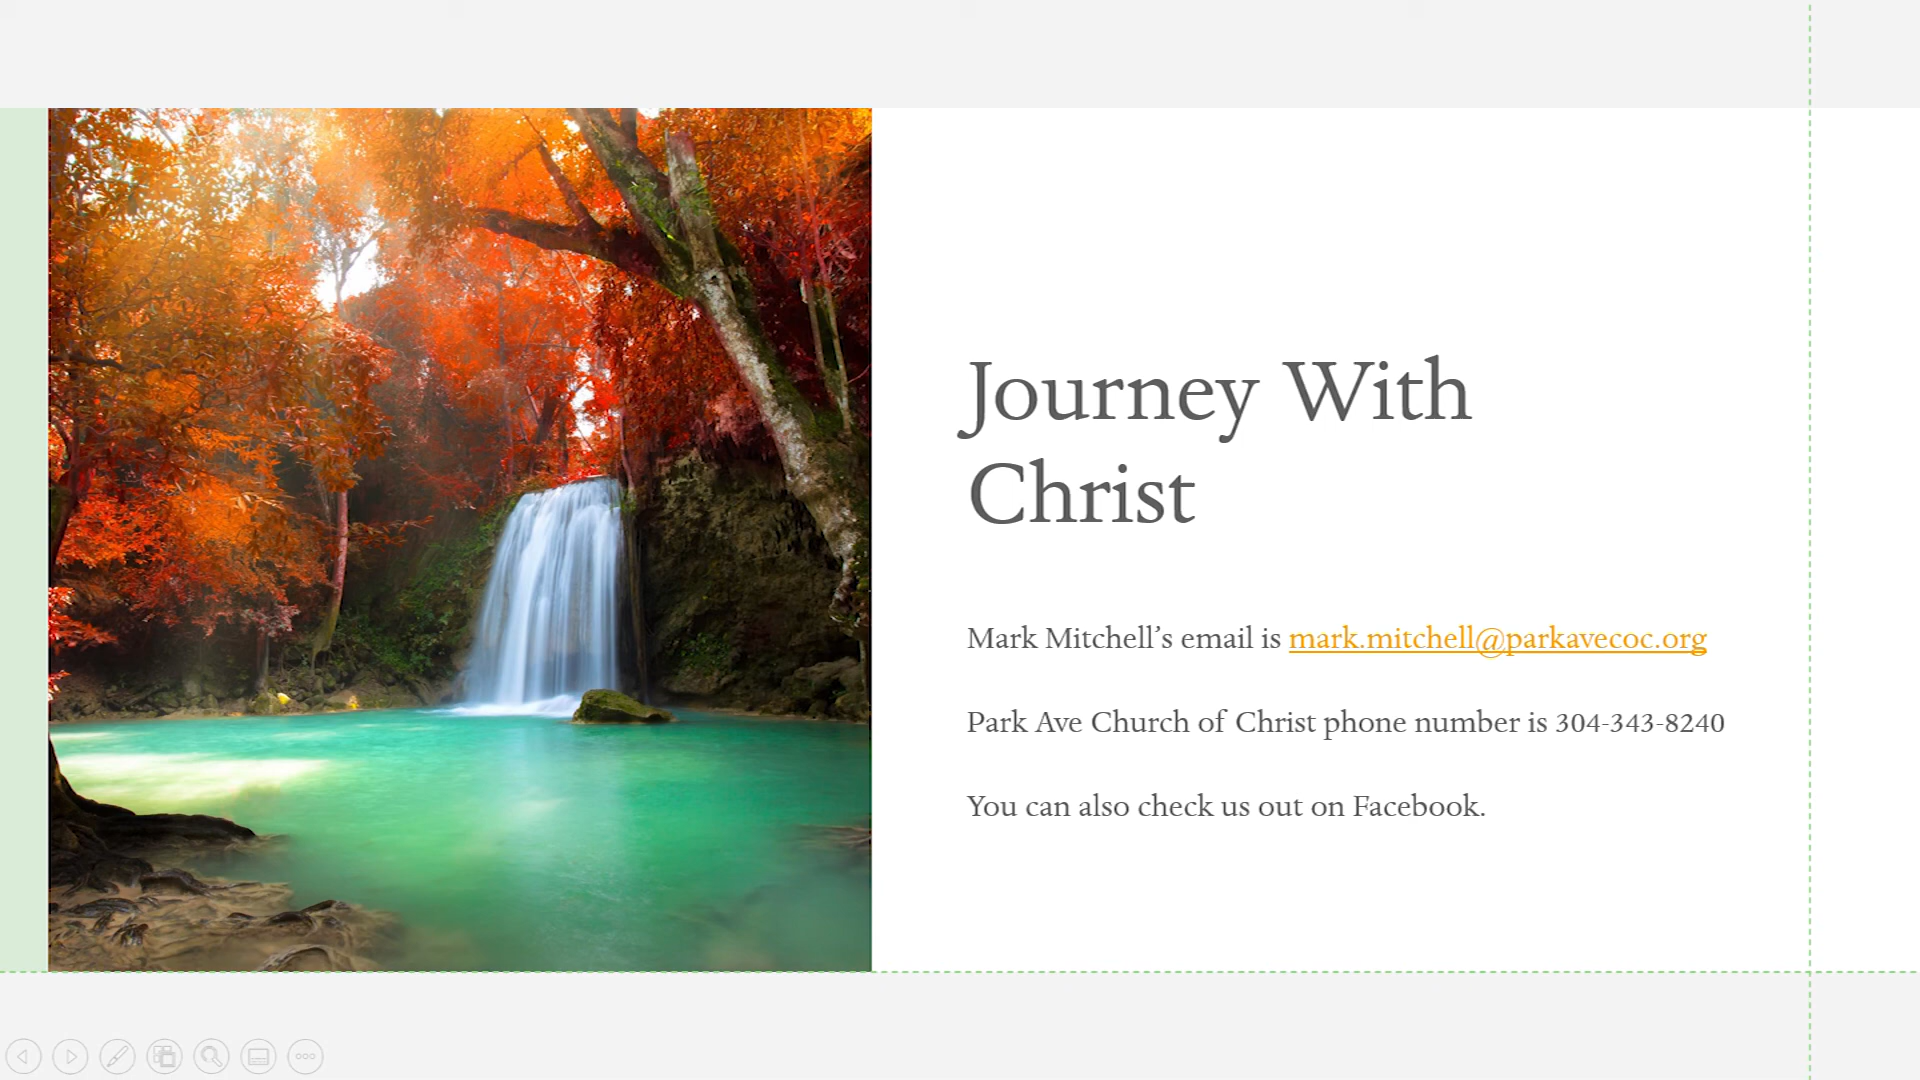 Journey With
Christ
Mark Mitchell’s email is mark.mitchell@parkavecoc.org
Park Ave Church of Christ phone number is 304-343-8240
You can also check us out on Facebook.